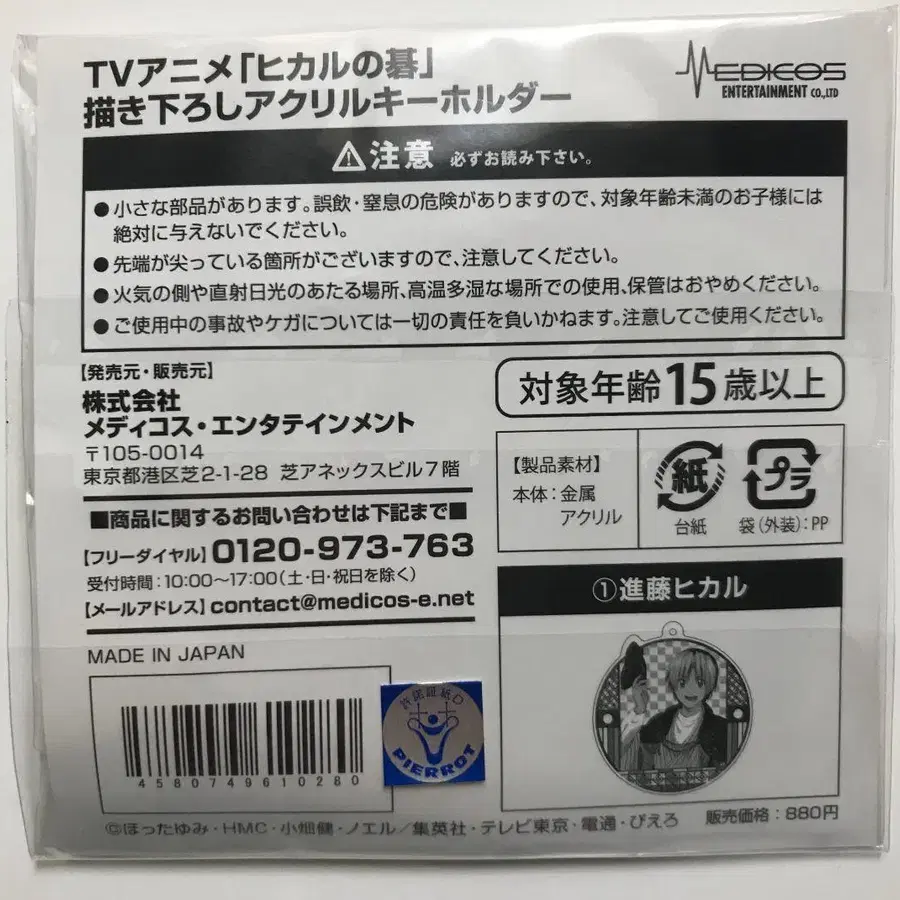 TVアニメ「ヒカルの碁」
描き下ろしアクリルキーホルダー
MEDICOS
ENTERTAINMENT CO.,LTD
⚠注意 必ずお読み下さい。
●小さな部品があります。誤飲・窒息の危険がありますので、対象年齢未満のお子様には
絶対に与えないでください。
●先端が尖っている箇所がございますので、注意してください。
●火気の側や直射日光のあたる場所、高温多湿な場所での使用、保管はおやめください。
●ご使用中の事故やケガについては一切の責任を負いかねます。注意してご使用ください。
【発売元・販売元】
株式会社
メディコス・エンタテインメント
〒105-0014
東京都港区芝2-1-28 芝アネックスビル7階
■商品に関するお問い合わせは下記まで■
【フリーダイヤル】0120-973-763
受付時間:10:00〜17:00(土・日・祝日を除く)
【メールアドレス】contact@medicos-e.net
MADE IN JAPAN
対象年齢15歳以上
【製品素材】
本体:金属
アクリル
紙
台紙
プラ
袋(外装):PP
①進藤ヒカル
4580749610280
許諾証紙D
PIERROT
©ほったゆみ・HMC・小畑健・ノエル/集英社・テレビ東京・電通・ぴえろ
販売価格:880円